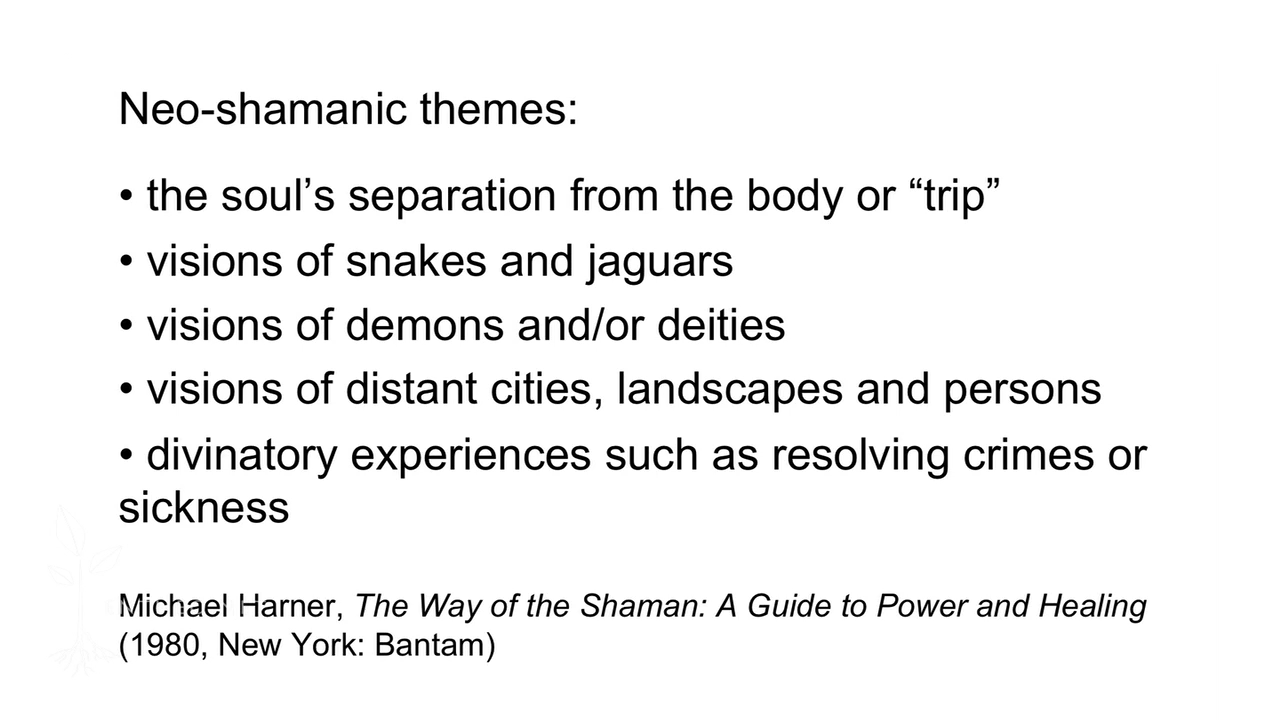 Neo-shamanic themes:
• the soul’s separation from the body or “trip”
• visions of snakes and jaguars
• visions of demons and/or deities
• visions of distant cities, landscapes and persons
• divinatory experiences such as resolving crimes or
sickness
Michael Harner, The Way of the Shaman: A Guide to Power and Healing
(1980, New York: Bantam)